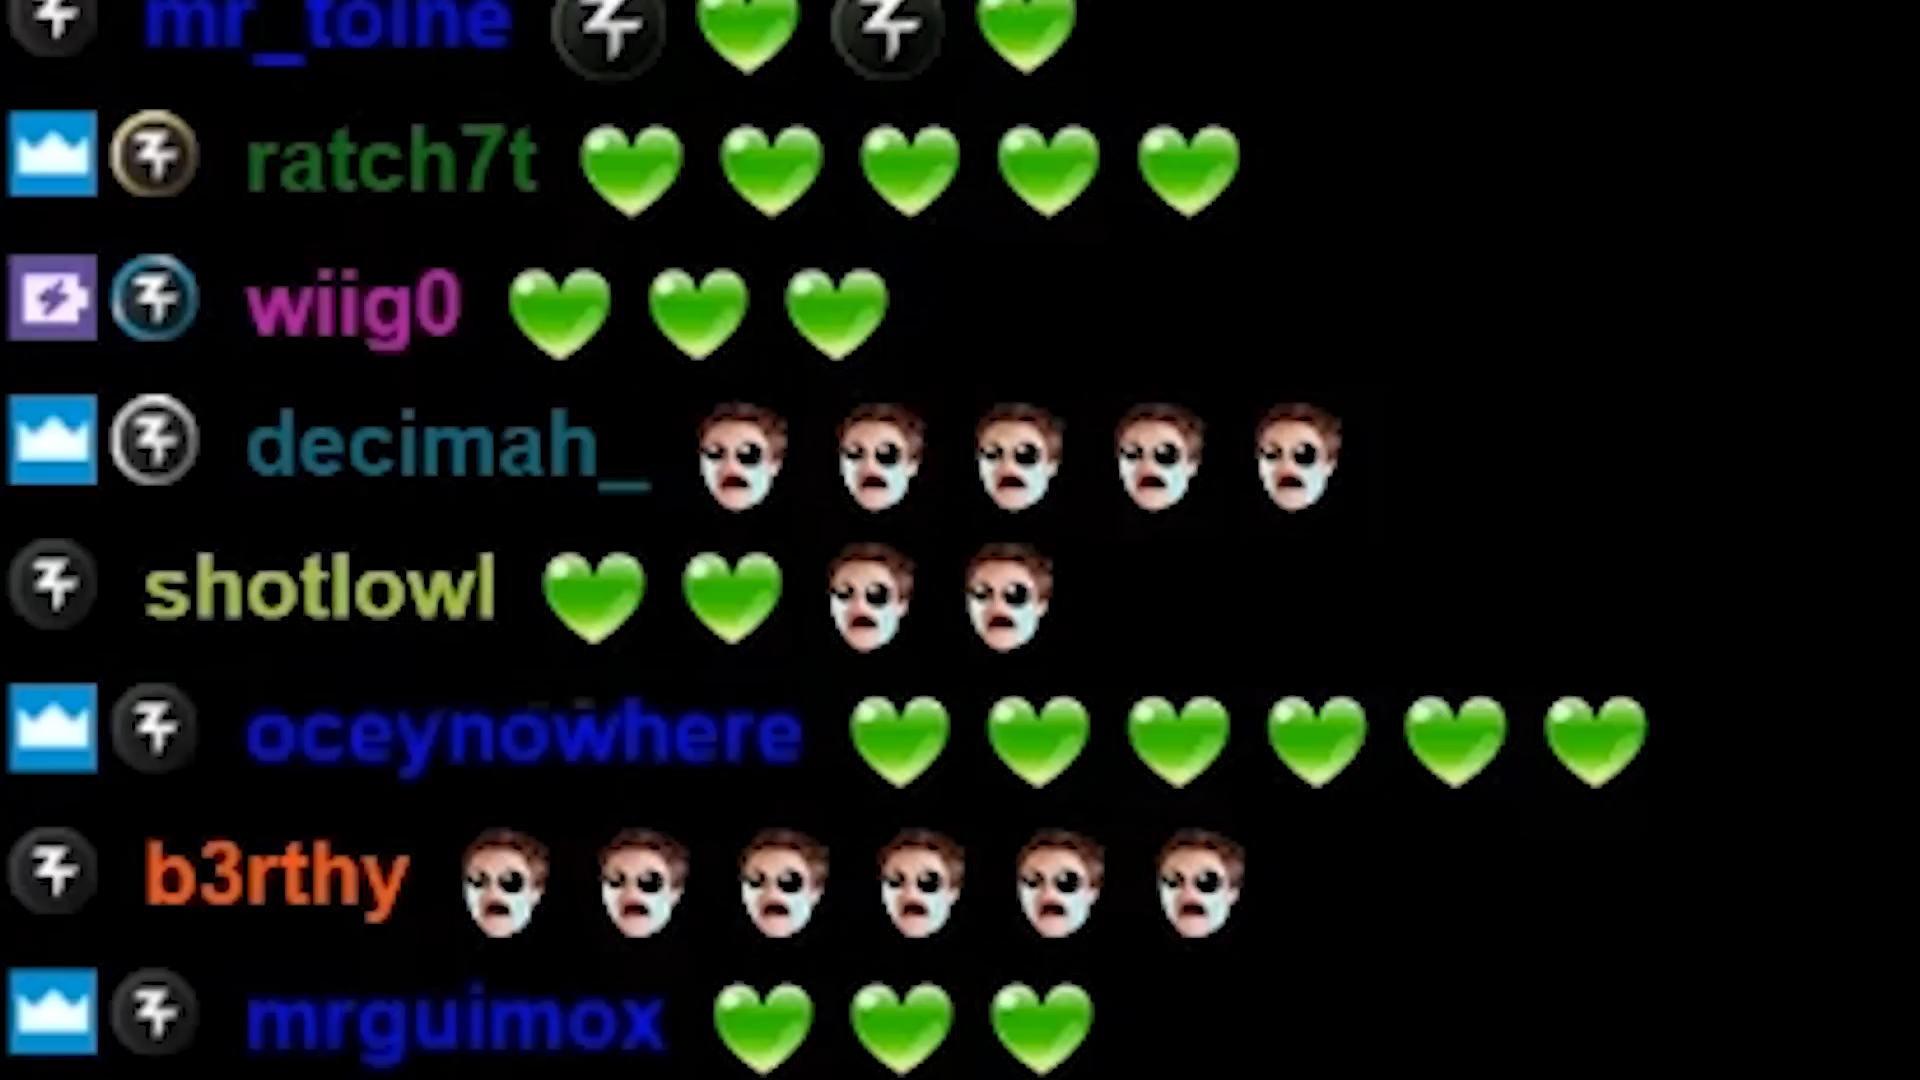 mr_toine
ratch7t
wiig0
decimah_
shotlowl
oceynowhere
b3rthy
mrguimox